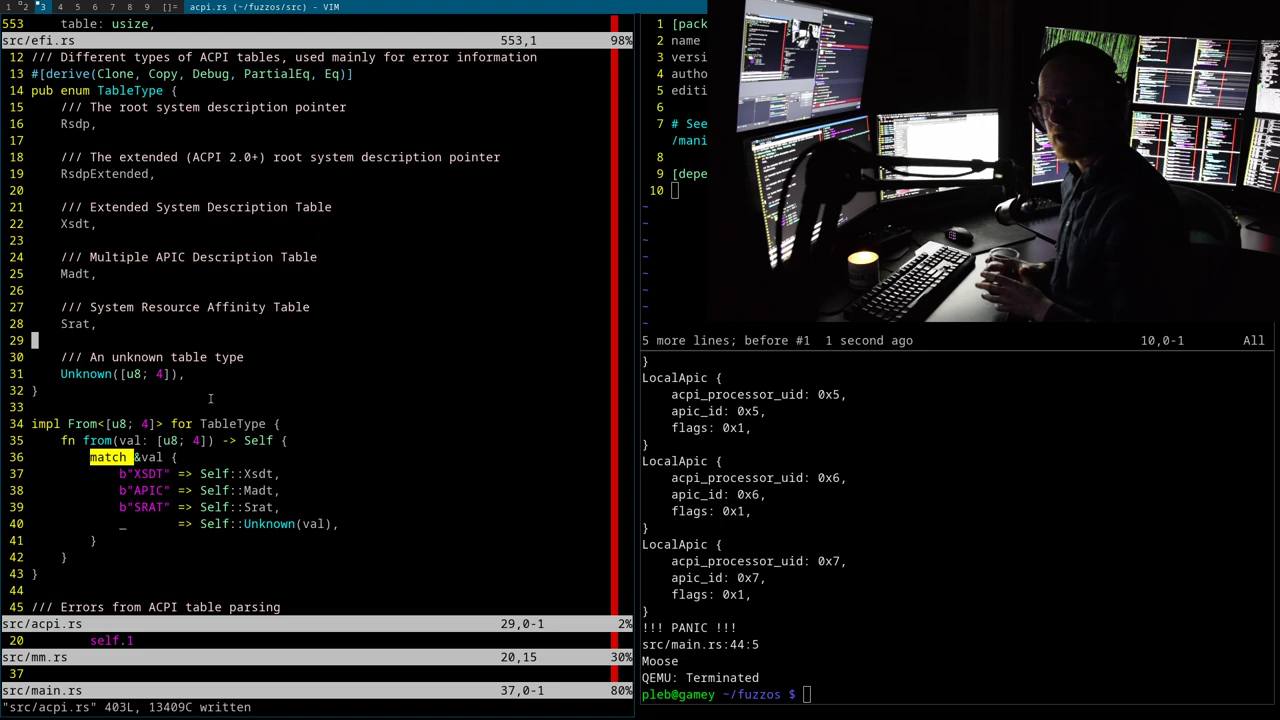 1 2 3 4 5 6 7 8 9 []= acpi.rs (~/fuzzos/src) - VIM
553     table: usize,
src/efi.rs 553,1 98%
12 /// Different types of ACPI tables, used mainly for error information
13 #[derive(Clone, Copy, Debug, PartialEq, Eq)]
14 pub enum TableType {
15     /// The root system description pointer
16     Rsdp,
17
18     /// The extended (ACPI 2.0+) root system description pointer
19     RsdpExtended,
20
21     /// Extended System Description Table
22     Xsdt,
23
24     /// Multiple APIC Description Table
25     Madt,
26
27     /// System Resource Affinity Table
28     Srat,
29
30     /// An unknown table type
31     Unknown([u8; 4]),
32 }
33
34 impl From<[u8; 4]> for TableType {
35     fn from(val: [u8; 4]) -> Self {
36         match &val {
37             b"XSDT" => Self::Xsdt,
38             b"APIC" => Self::Madt,
39             b"SRAT" => Self::Srat,
40             _       => Self::Unknown(val),
41         }
42     }
43 }
44
45 /// Errors from ACPI table parsing
src/acpi.rs 29,0-1 2%
20         self.1
src/mm.rs 20,15 30%
37
src/main.rs 37,0-1 80%
"src/acpi.rs" 403L, 13409C written
1 [pack
2 name
3 versi
4 autho
5 editi
6
7 # See
/mani
8
9 [depe
10
~
~
~
~
~
~
~
~
5 more lines; before #1  1 second ago 10,0-1 All
}
LocalApic {
    acpi_processor_uid: 0x5,
    apic_id: 0x5,
    flags: 0x1,
}
LocalApic {
    acpi_processor_uid: 0x6,
    apic_id: 0x6,
    flags: 0x1,
}
LocalApic {
    acpi_processor_uid: 0x7,
    apic_id: 0x7,
    flags: 0x1,
}
!!! PANIC !!!
src/main.rs:44:5
Moose
QEMU: Terminated
pleb@gamey ~/fuzzos $